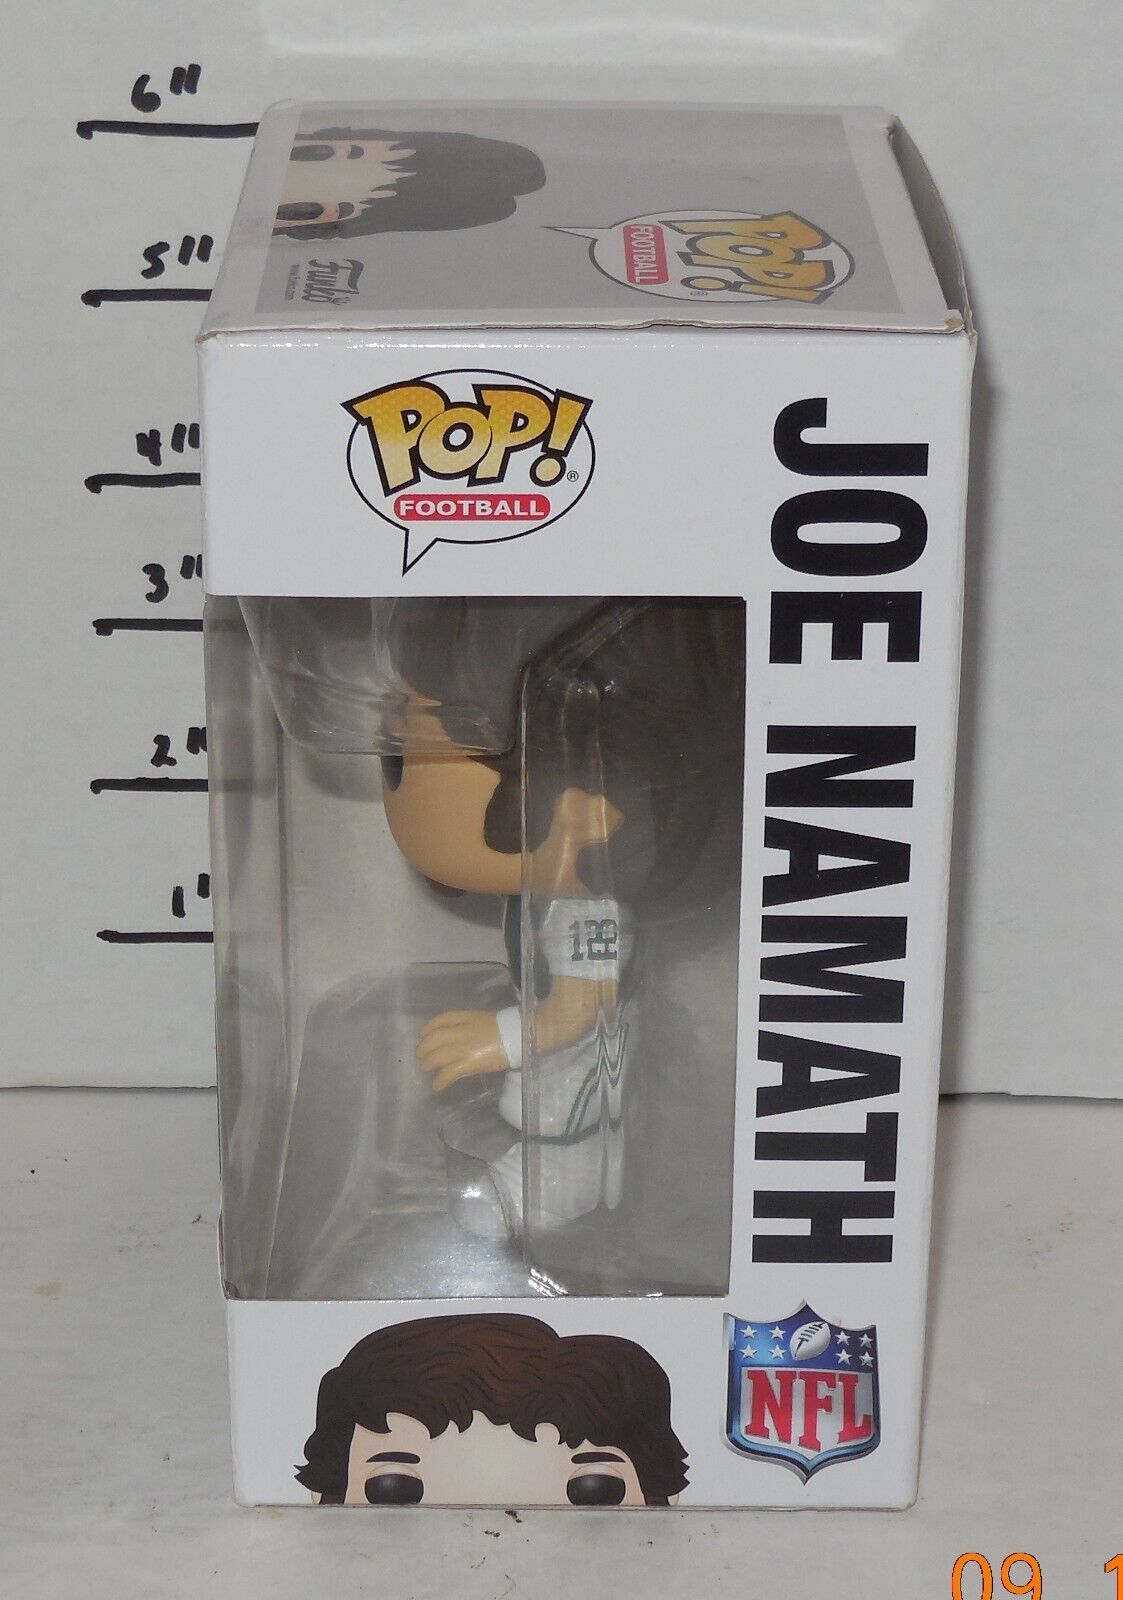 6"
5"
4"
3"
2"
1"
POP!
FOOTBALL
Funko
POP! ®
FOOTBALL
JOE NAMATH
12
NFL
09 1